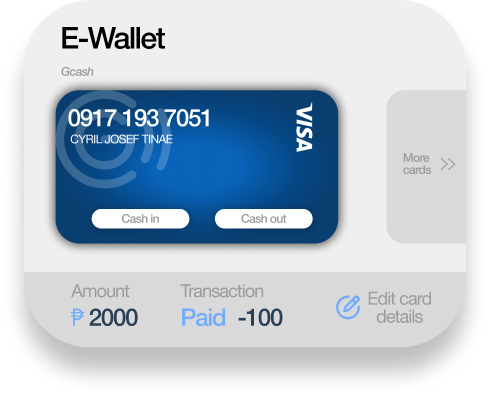 E-Wallet
Gcash
0917 193 7051
CYRIL JOSEF TINAE
VISA
Cash in
Cash out
More
cards
Amount
Transaction
₱ 2000
Paid -100
Edit card
details